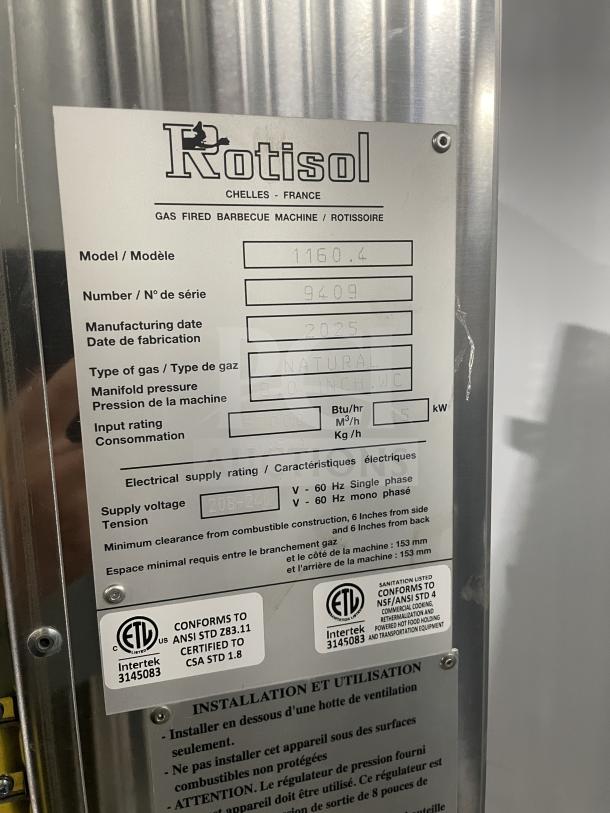 Rotisol
CHELLES - FRANCE
GAS FIRED BARBECUE MACHINE / ROTISSOIRE
Model / Modèle 1160.4
Number / N° de série 9409
Manufacturing date
Date de fabrication 2025
Type of gas / Type de gaz NATURAL
Manifold pressure
Pression de la machine INCH.WC
Input rating
Consommation
Btu/hr
M³/h
Kg/h
kW
Electrical supply rating / Caractéristiques électriques
Supply voltage
Tension
V - 60 Hz Single phase
V - 60 Hz mono phasé
Minimum clearance from combustible construction, 6 Inches from side
and 6 Inches from back
Espace minimal requis entre le branchement gaz
et le côté de la machine : 153 mm
et l'arrière de la machine : 153 mm
C ETL US
LISTED
Intertek
3145083
CONFORMS TO
ANSI STD Z83.11
CERTIFIED TO
CSA STD 1.8
ETL
Intertek
3145083
SANITATION LISTED
CONFORMS TO
NSF/ANSI STD 4
COMMERCIAL COOKING,
RETHERMALIZATION AND
POWERED HOT FOOD HOLDING
AND TRANSPORTATION EQUIPMENT
INSTALLATION ET UTILISATION
- Installer en dessous d'une hotte de ventilation
seulement.
- Ne pas installer cet appareil sous des surfaces
combustibles non protégées
- ATTENTION. Le régulateur de pression fourni
appareil doit être utilisé. Ce régulateur est
de sortie de 8 pouces de